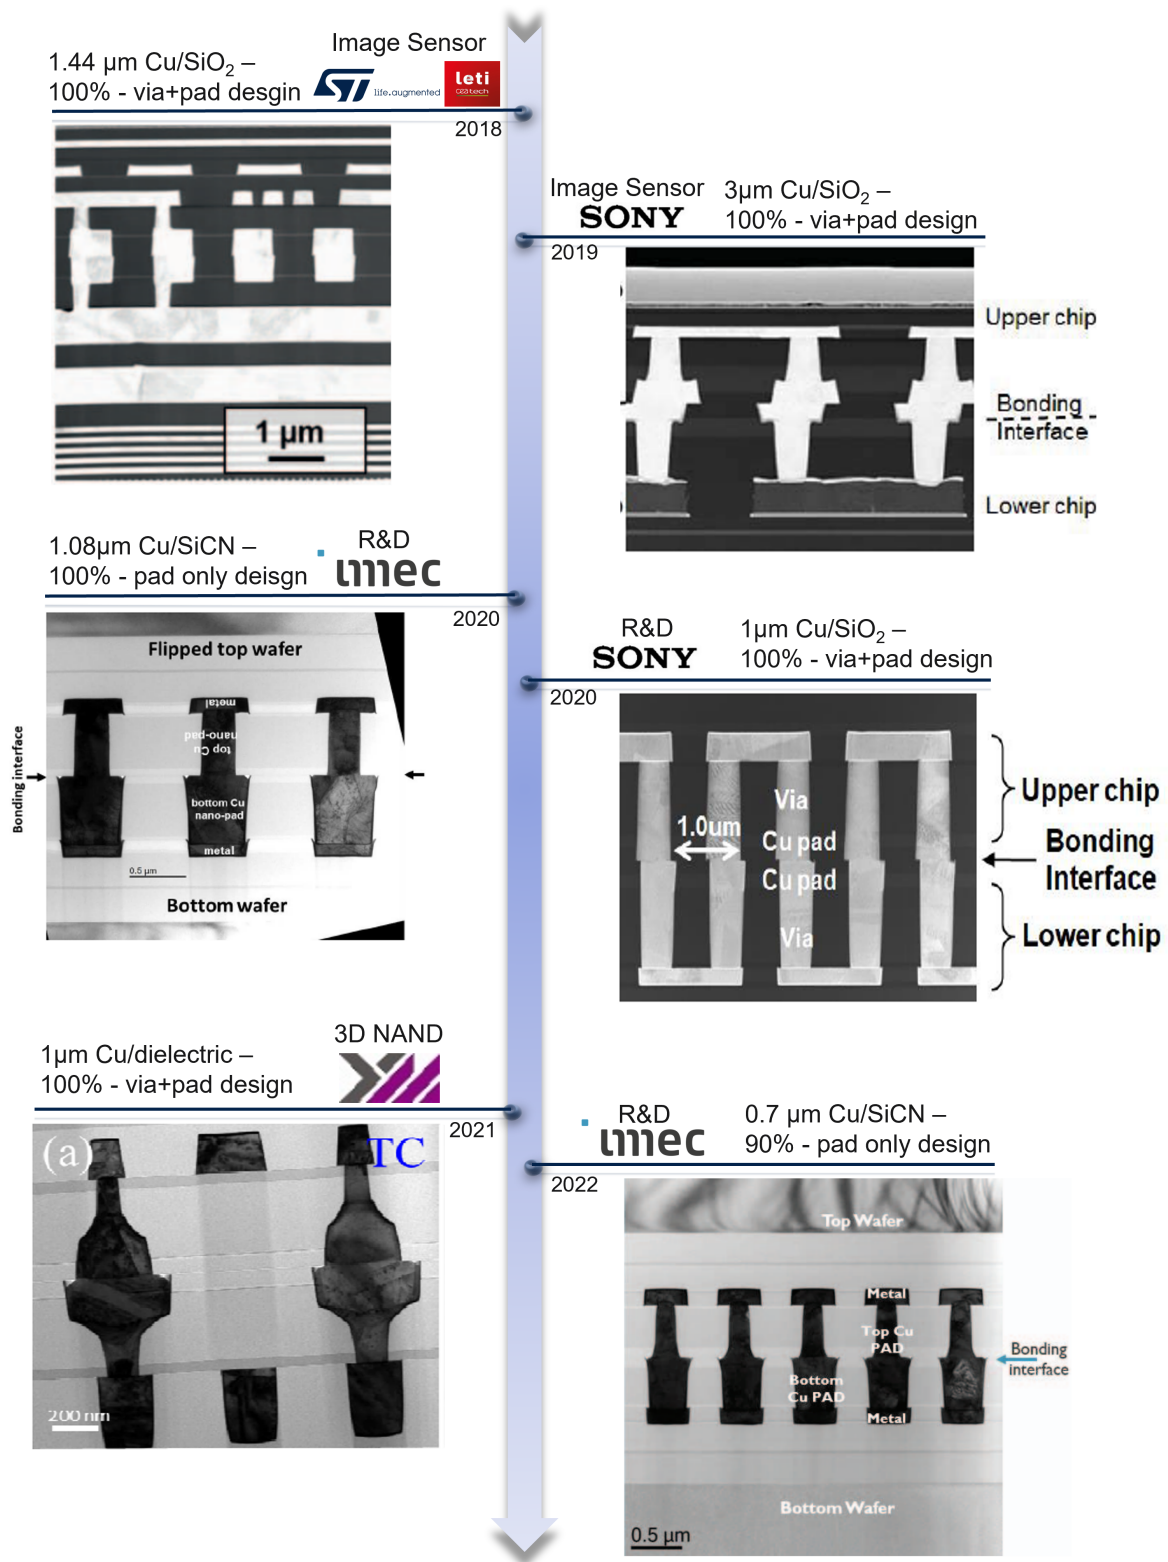 Image Sensor
1.44 µm Cu/SiO₂ –
100% - via+pad desgin
ST
life.augmented
leti
cea tech
2018
1 µm
Image Sensor
SONY
3µm Cu/SiO₂ –
100% - via+pad design
2019
Upper chip
Bonding
Interface
Lower chip
1.08µm Cu/SiCN –
100% - pad only deisgn
R&D
imec
2020
Flipped top wafer
metal
top Cu
nano-pad
Bonding interface
bottom Cu
nano-pad
metal
0.5 µm
Bottom wafer
R&D
SONY
1µm Cu/SiO₂ –
100% - via+pad design
2020
Via
1.0um
Cu pad
Cu pad
Via
Upper chip
Bonding
Interface
Lower chip
1µm Cu/dielectric –
100% - via+pad design
3D NAND
2021
(a)
TC
200 nm
R&D
imec
0.7 µm Cu/SiCN –
90% - pad only design
2022
Top Wafer
Metal
Top Cu
PAD
Bonding
interface
Bottom
Cu PAD
Metal
Bottom Wafer
0.5 µm